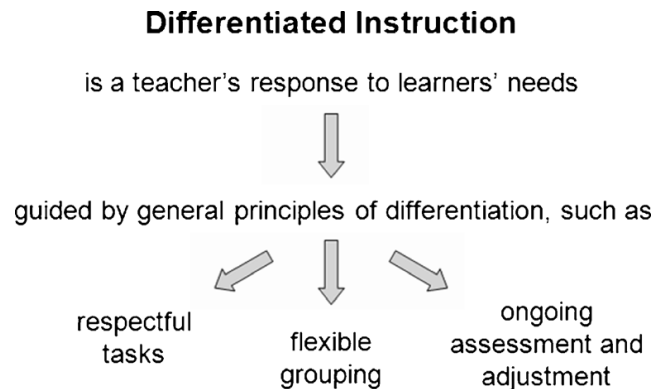 Differentiated Instruction
is a teacher’s response to learners’ needs
guided by general principles of differentiation, such as
respectful
tasks
flexible
grouping
ongoing
assessment and
adjustment